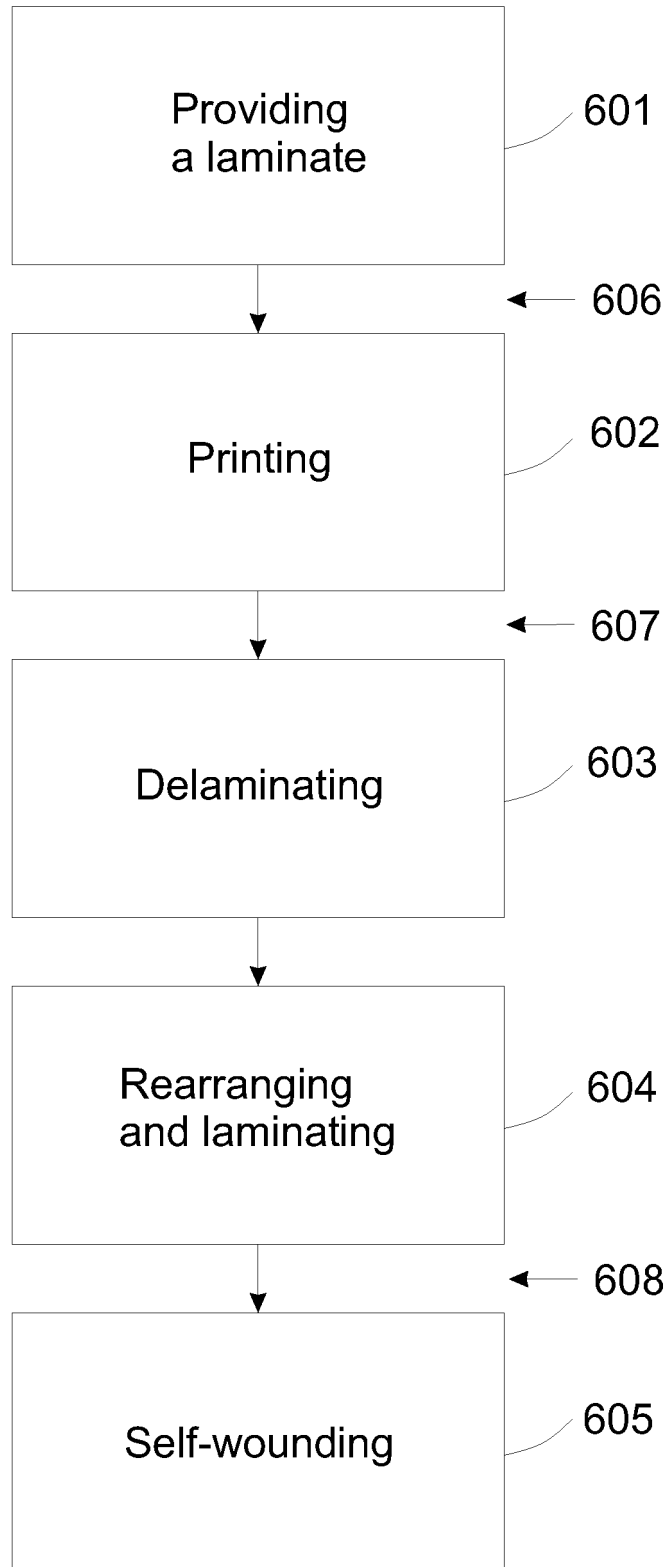 Providing
a laminate
601
606
Printing
602
607
Delaminating
603
Rearranging
and laminating
604
608
Self-wounding
605